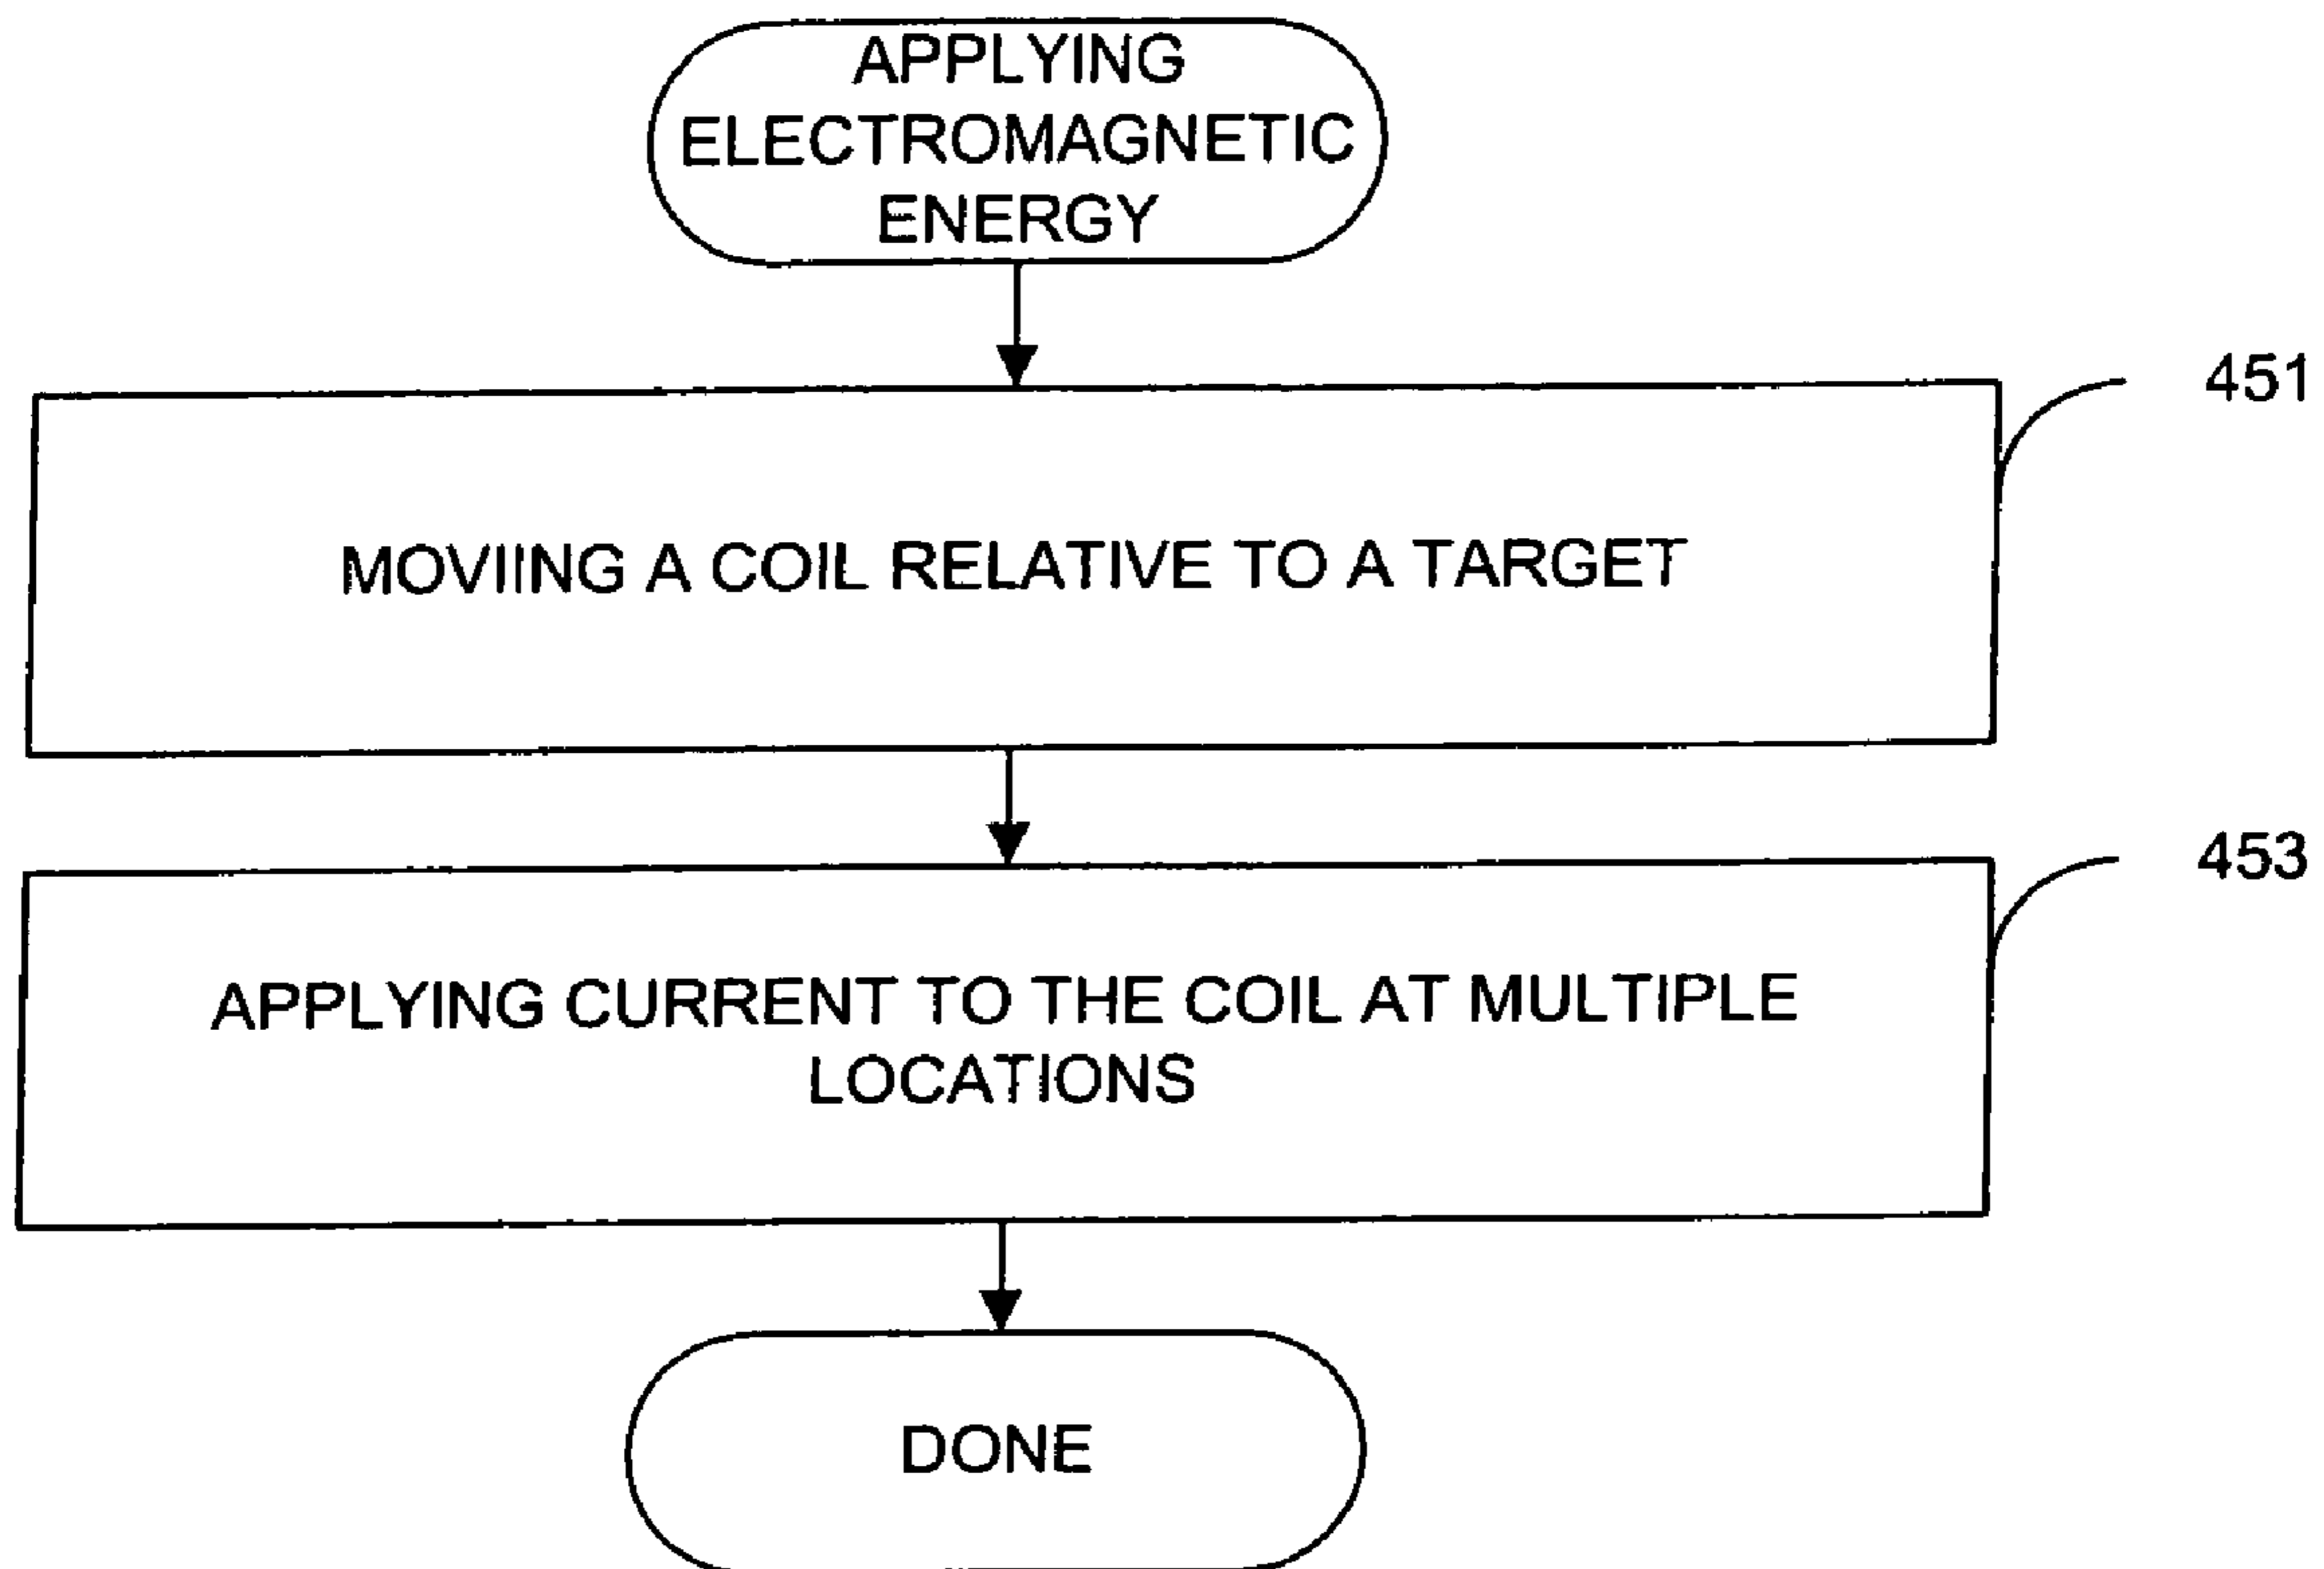 APPLYING
ELECTROMAGNETIC
ENERGY
451
MOVIING A COIL RELATIVE TO A TARGET
453
APPLYING CURRENT TO THE COIL AT MULTIPLE
LOCATIONS
DONE